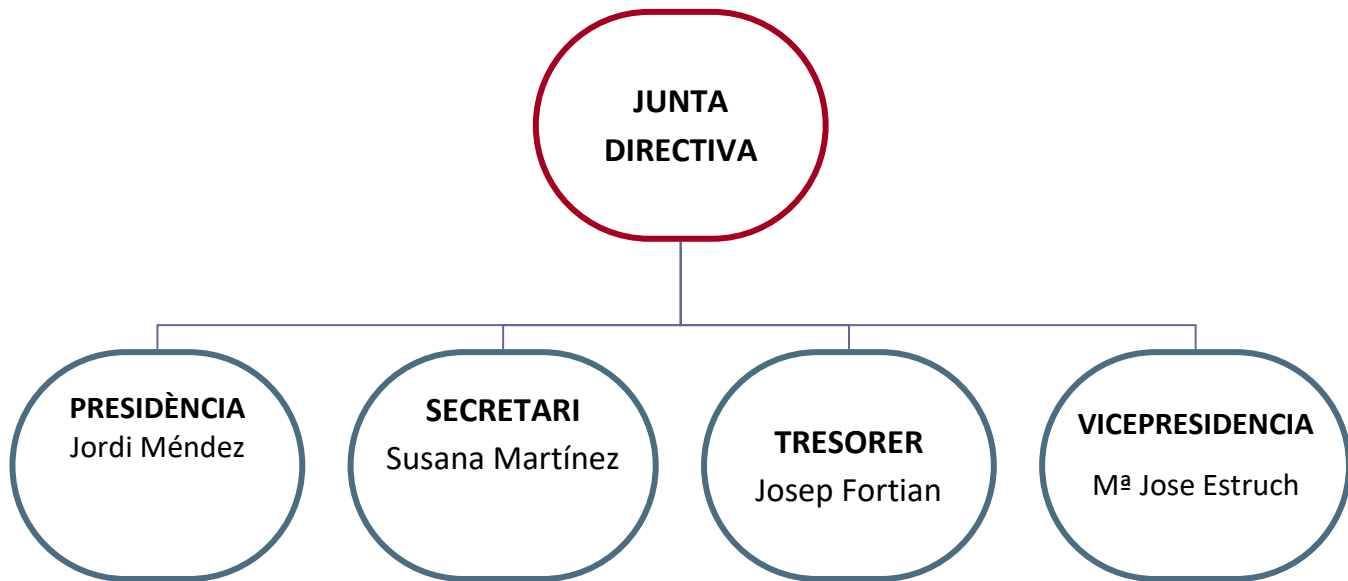 JUNTA
DIRECTIVA
PRESIDÈNCIA
Jordi Méndez
SECRETARI
Susana Martínez
TRESORER
Josep Fortian
VICEPRESIDENCIA
Mª Jose Estruch